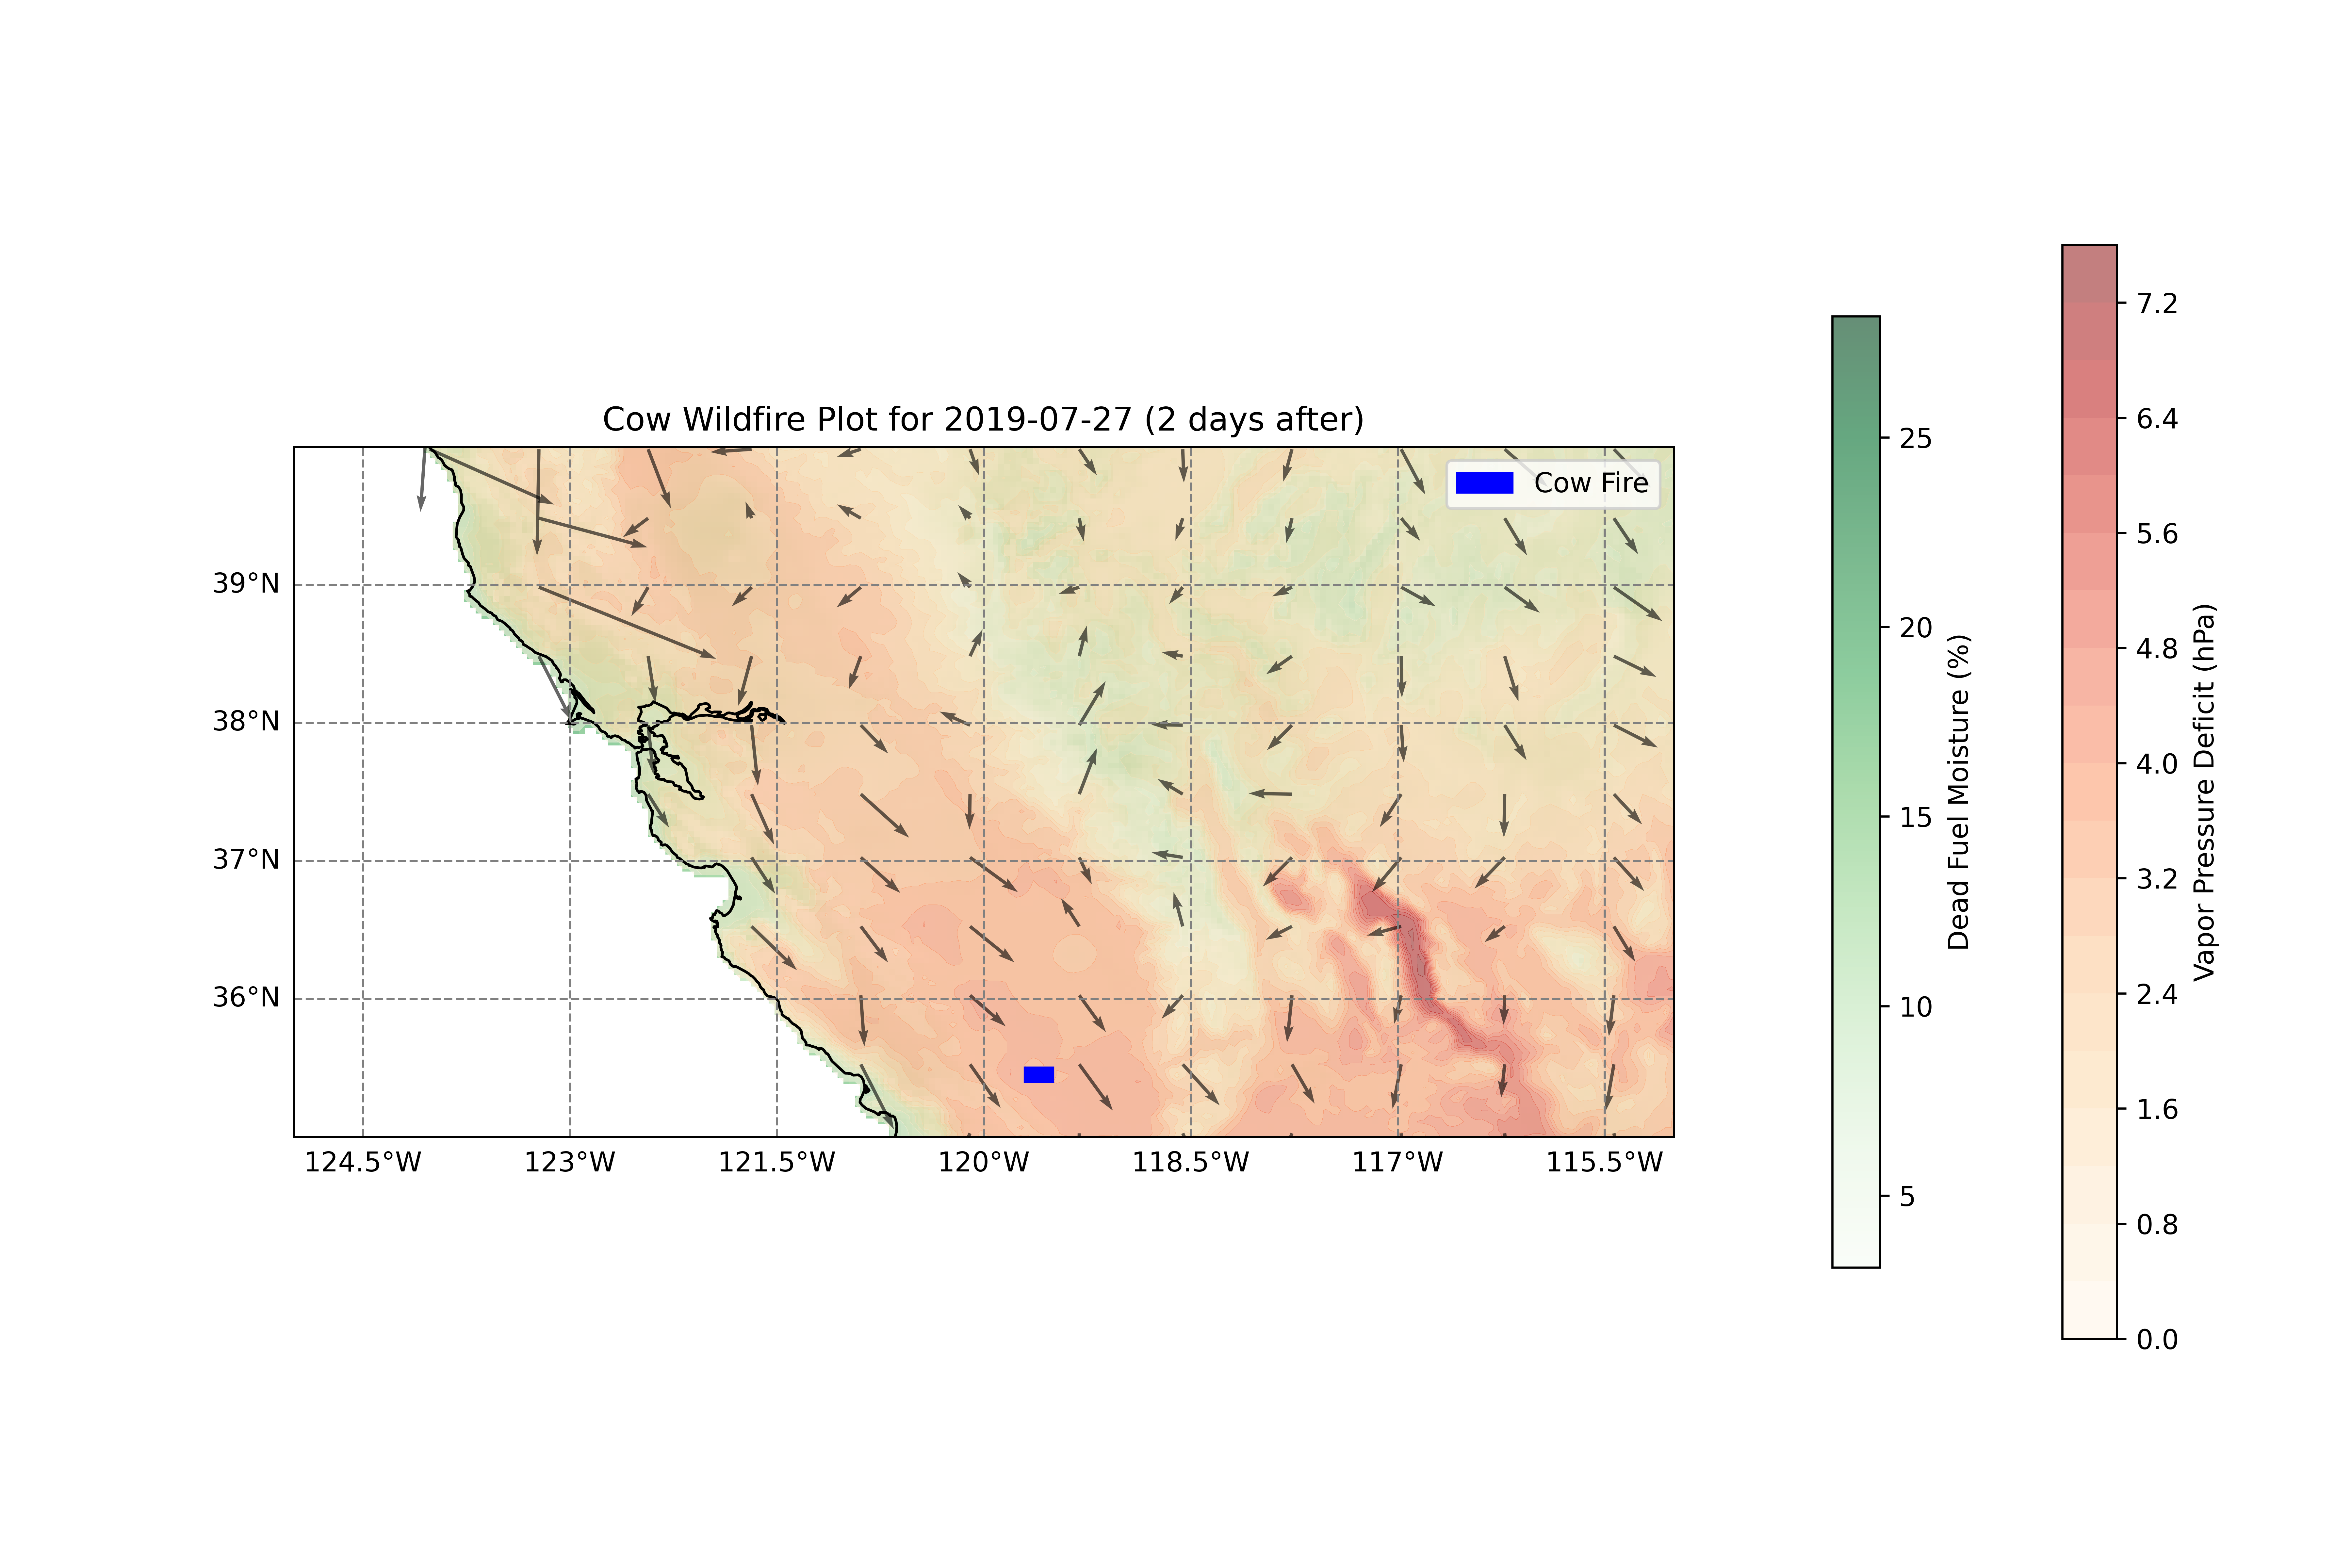 Cow Wildfire Plot for 2019-07-27 (2 days after)
Cow Fire
39°N
38°N
37°N
36°N
124.5°W
123°W
121.5°W
120°W
118.5°W
117°W
115.5°W
25
20
15
10
5
Dead Fuel Moisture (%)
7.2
6.4
5.6
4.8
4.0
3.2
2.4
1.6
0.8
0.0
Vapor Pressure Deficit (hPa)